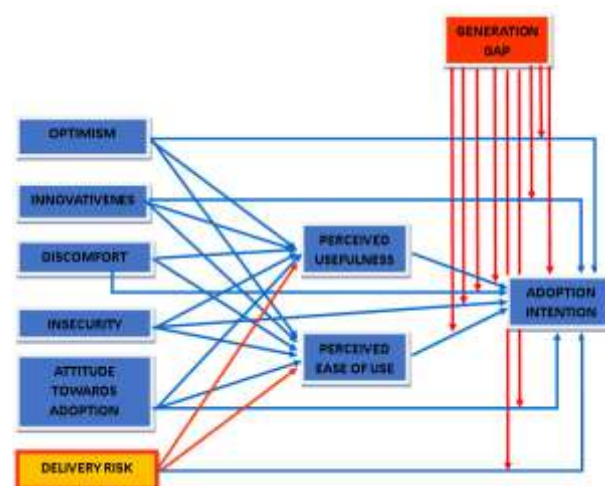 GENERATION
GAP
OPTIMISM
INNOVATIVENES
DISCOMFORT
PERCEIVED
USEFULNESS
ADOPTION
INTENTION
INSECURITY
PERCEIVED
EASE OF USE
ATTITUDE
TOWARDS
ADOPTION
DELIVERY RISK